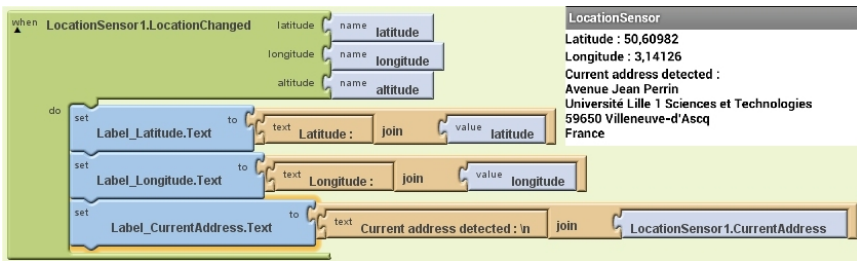 when LocationSensor1.LocationChanged latitude name latitude
longitude name longitude
altitude name altitude
do set Label_Latitude.Text to text Latitude : join value latitude
set Label_Longitude.Text to text Longitude : join value longitude
set Label_CurrentAddress.Text to text Current address detected : \n join LocationSensor1.CurrentAddress
LocationSensor
Latitude : 50,60982
Longitude : 3,14126
Current address detected :
Avenue Jean Perrin
Université Lille 1 Sciences et Technologies
59650 Villeneuve-d'Ascq
France